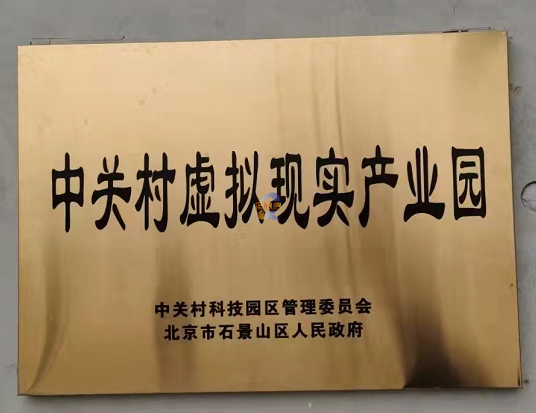 中关村虚拟现实产业园
中关村科技园区管理委员会
北京市石景山区人民政府